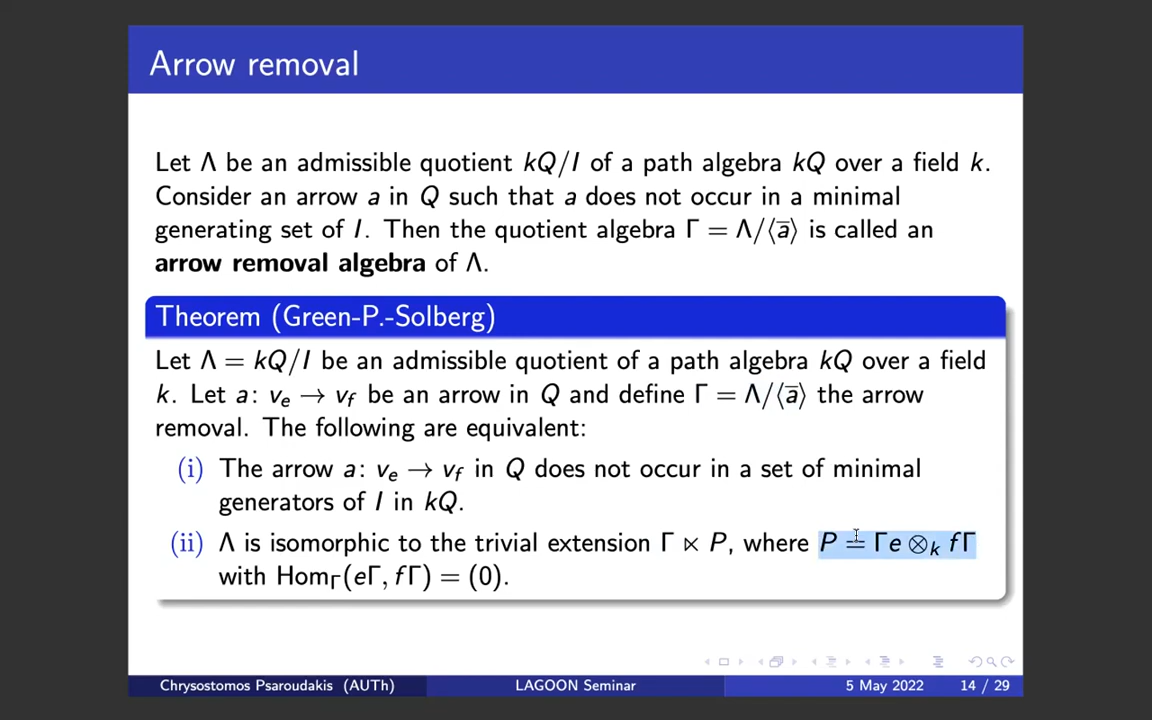 Arrow removal
Let Λ be an admissible quotient kQ/I of a path algebra kQ over a field k.
Consider an arrow a in Q such that a does not occur in a minimal
generating set of I. Then the quotient algebra Γ = Λ/⟨a̅⟩ is called an
arrow removal algebra of Λ.
Theorem (Green-P.-Solberg)
Let Λ = kQ/I be an admissible quotient of a path algebra kQ over a field
k. Let a: vₑ → v_f be an arrow in Q and define Γ = Λ/⟨a̅⟩ the arrow
removal. The following are equivalent:
(i) The arrow a: vₑ → v_f in Q does not occur in a set of minimal
generators of I in kQ.
(ii) Λ is isomorphic to the trivial extension Γ ⋉ P, where P = Γe ⊗ₖ fΓ
with Hom_Γ(eΓ, fΓ) = (0).
Chrysostomos Psaroudakis (AUTh) LAGOON Seminar 5 May 2022 14 / 29